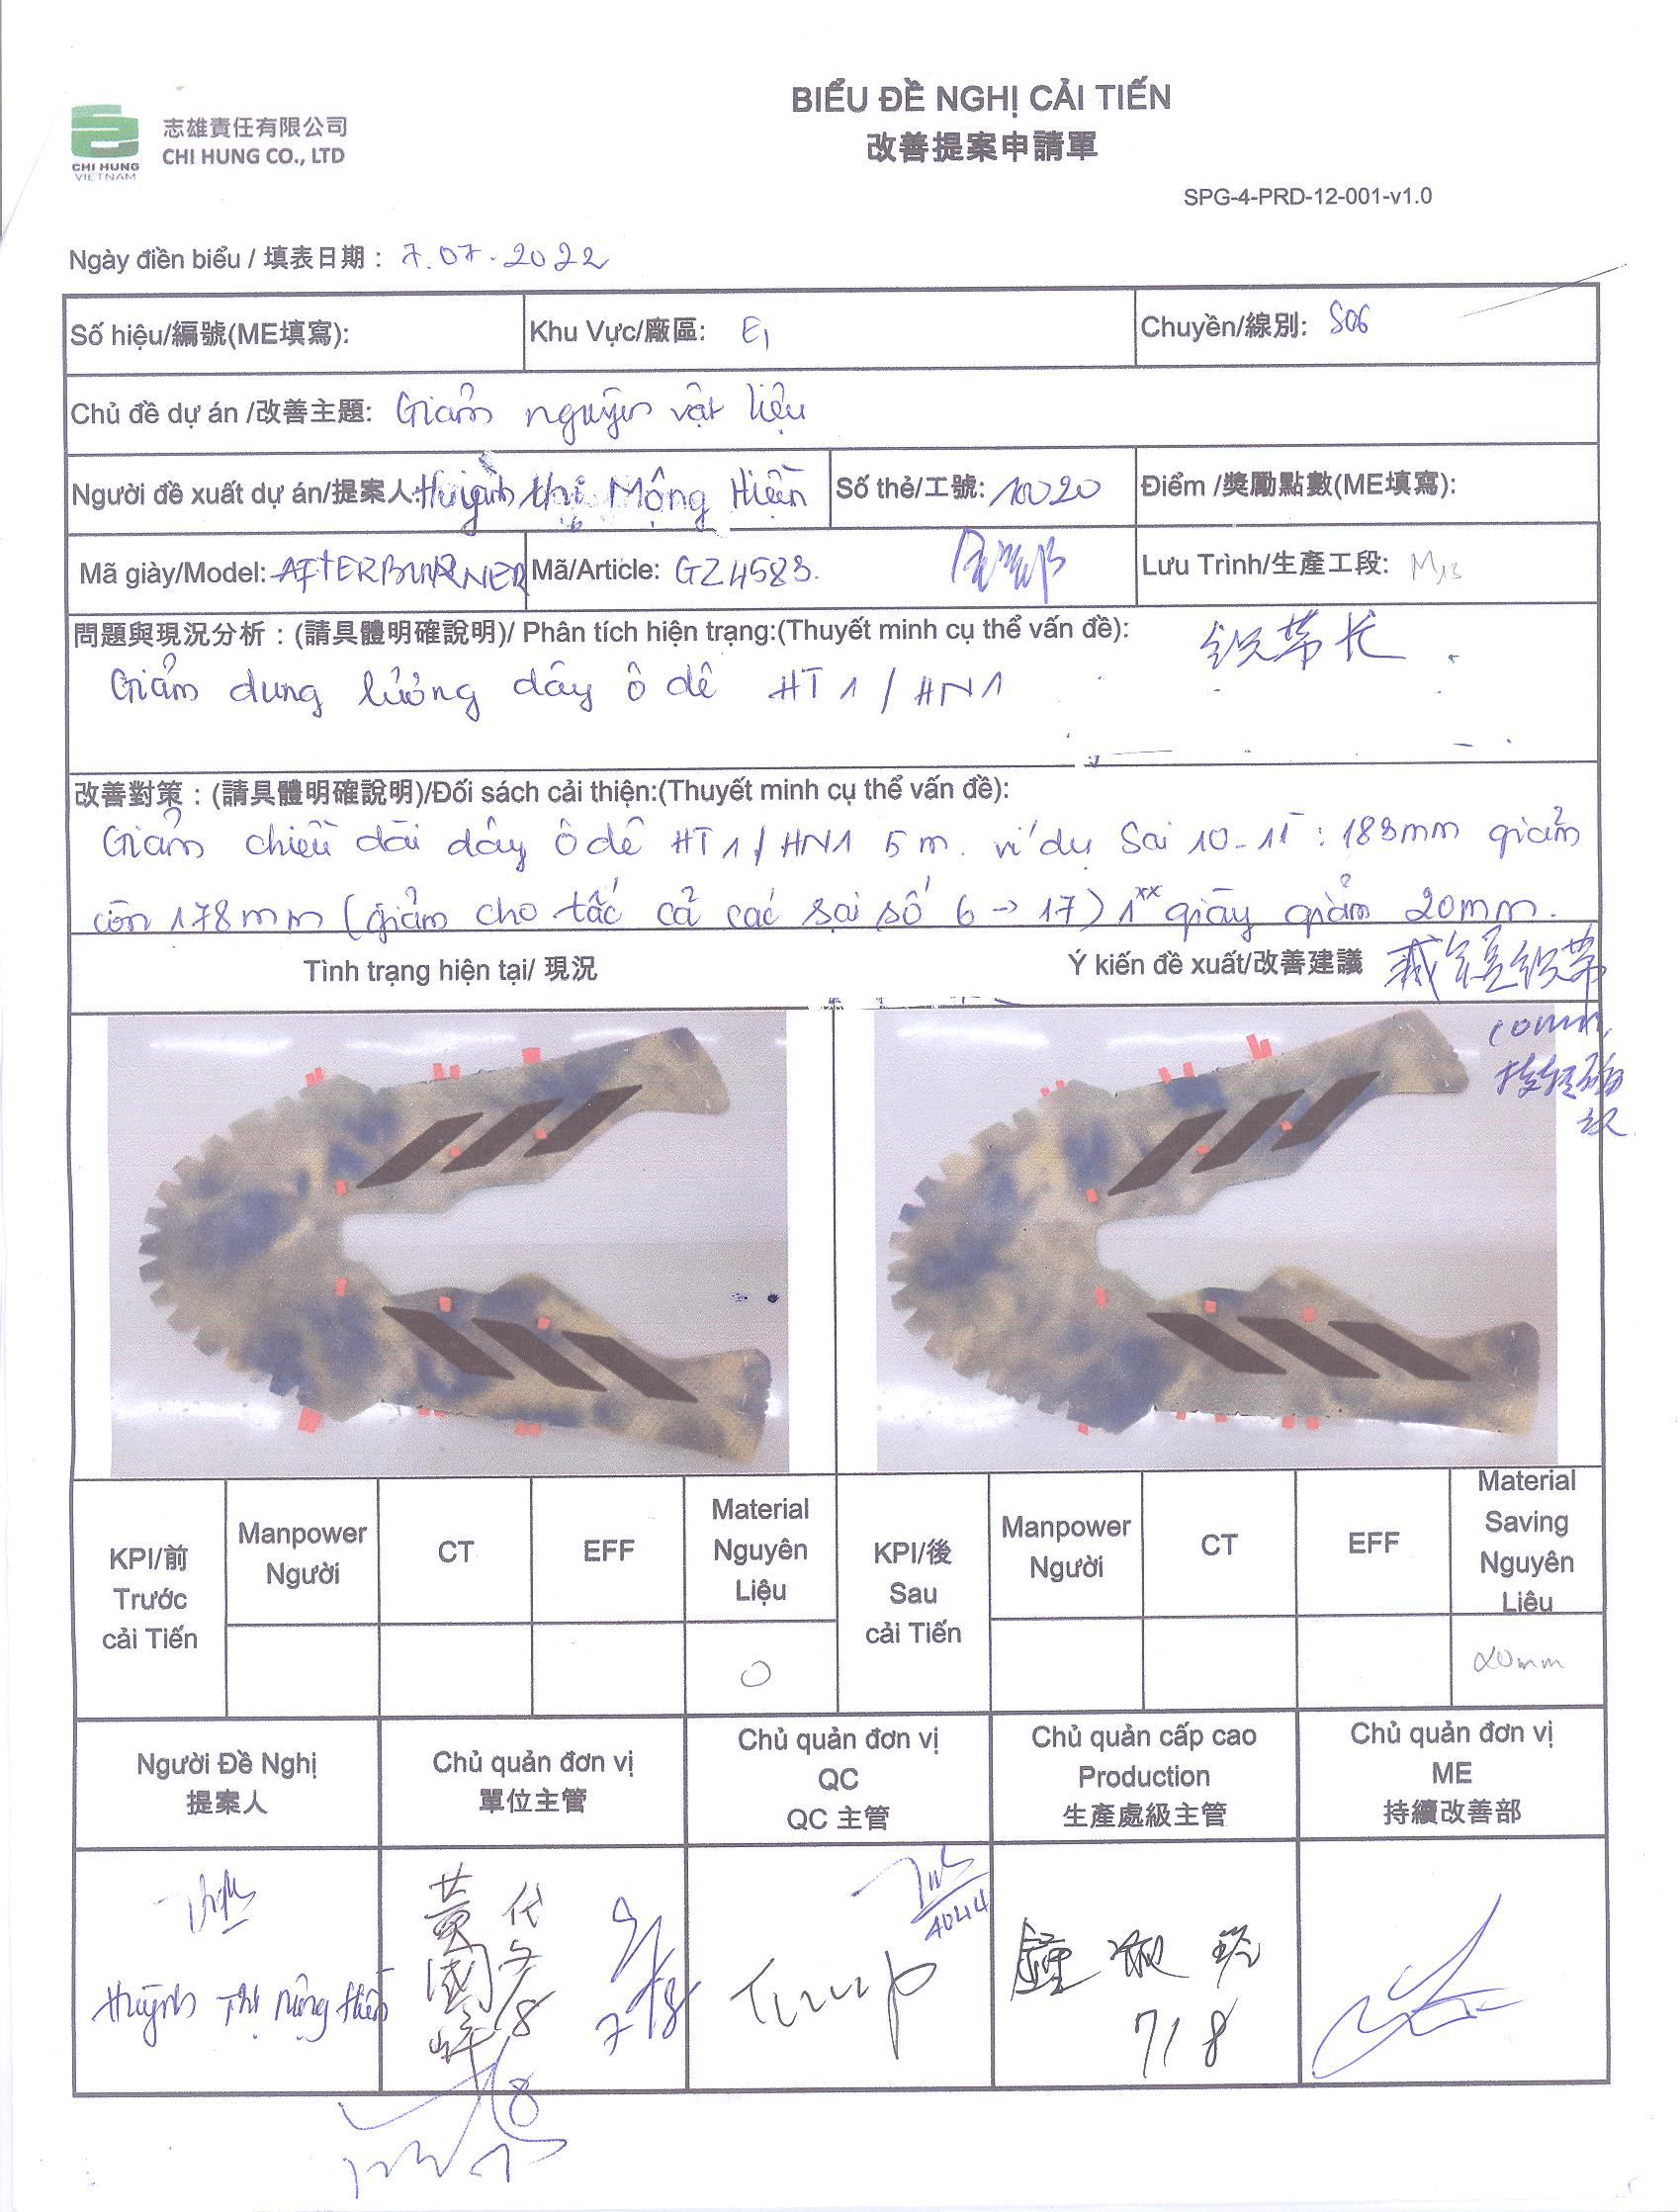 BIỂU ĐỀ NGHỊ CẢI TIẾN
改善提案申請單
志雄責任有限公司
CHI HUNG CO., LTD
CHI HUNG
VIETNAM
SPG-4-PRD-12-001-v1.0
Ngày điền biểu / 填表日期 : 7.07.2022
Số hiệu/編號(ME填寫):
Khu Vực/廠區: E1
Chuyền/線別: S06
Chủ đề dự án /改善主題: Giảm nguyên vật liệu
Người đề xuất dự án/提案人: Huỳnh thị Mộng Hiền
Số thẻ/工號: 10020
Điểm /獎勵點數(ME填寫):
Mã giày/Model: AFTERBURNER
Mã/Article: GZ4583.
Lưu Trình/生產工段: M13
問題與現況分析 : (請具體明確說明)/ Phân tích hiện trạng:(Thuyết minh cụ thể vấn đề):
织带长
Giảm dung lượng dây ô dê HT1/HN1
改善對策 : (請具體明確說明)/Đối sách cải thiện:(Thuyết minh cụ thể vấn đề):
Giảm chiều dài dây ô dê HT1/HN1 5m. ví dụ Sai 10-11T: 183mm giảm
còn 178mm (giảm cho tất cả các sai số 6→17) 1** giày giảm 20mm.
Tình trạng hiện tại/ 現況
Ý kiến đề xuất/改善建議
KPI/前
Trước
cải Tiến
Manpower
Người
CT
EFF
Material
Nguyên
Liệu
KPI/後
Sau
cải Tiến
Manpower
Người
CT
EFF
Material
Saving
Nguyên
Liệu
0
20mm
Người Đề Nghị
提案人
Chủ quản đơn vị
單位主管
Chủ quản đơn vị
QC
QC 主管
Chủ quản cấp cao
Production
生產處級主管
Chủ quản đơn vị
ME
持續改善部
Huỳnh Thị Mộng Hiền
黃國
代
7/8
4044
鍾淑
7/8